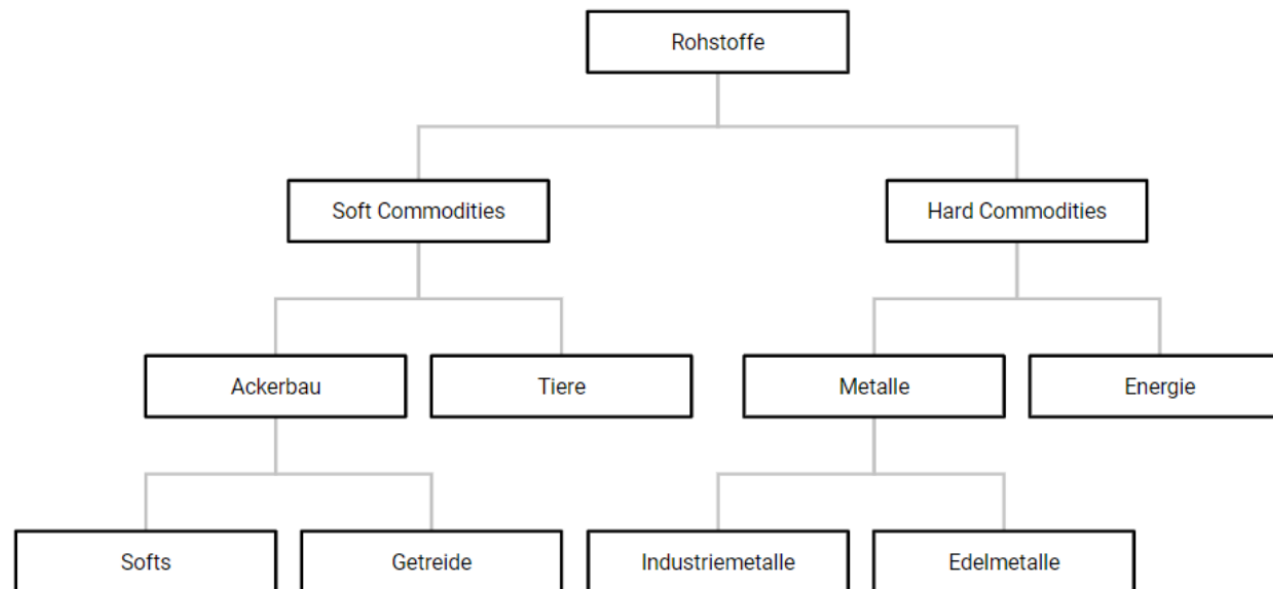 Rohstoffe
Soft Commodities
Hard Commodities
Ackerbau
Tiere
Metalle
Energie
Softs
Getreide
Industriemetalle
Edelmetalle